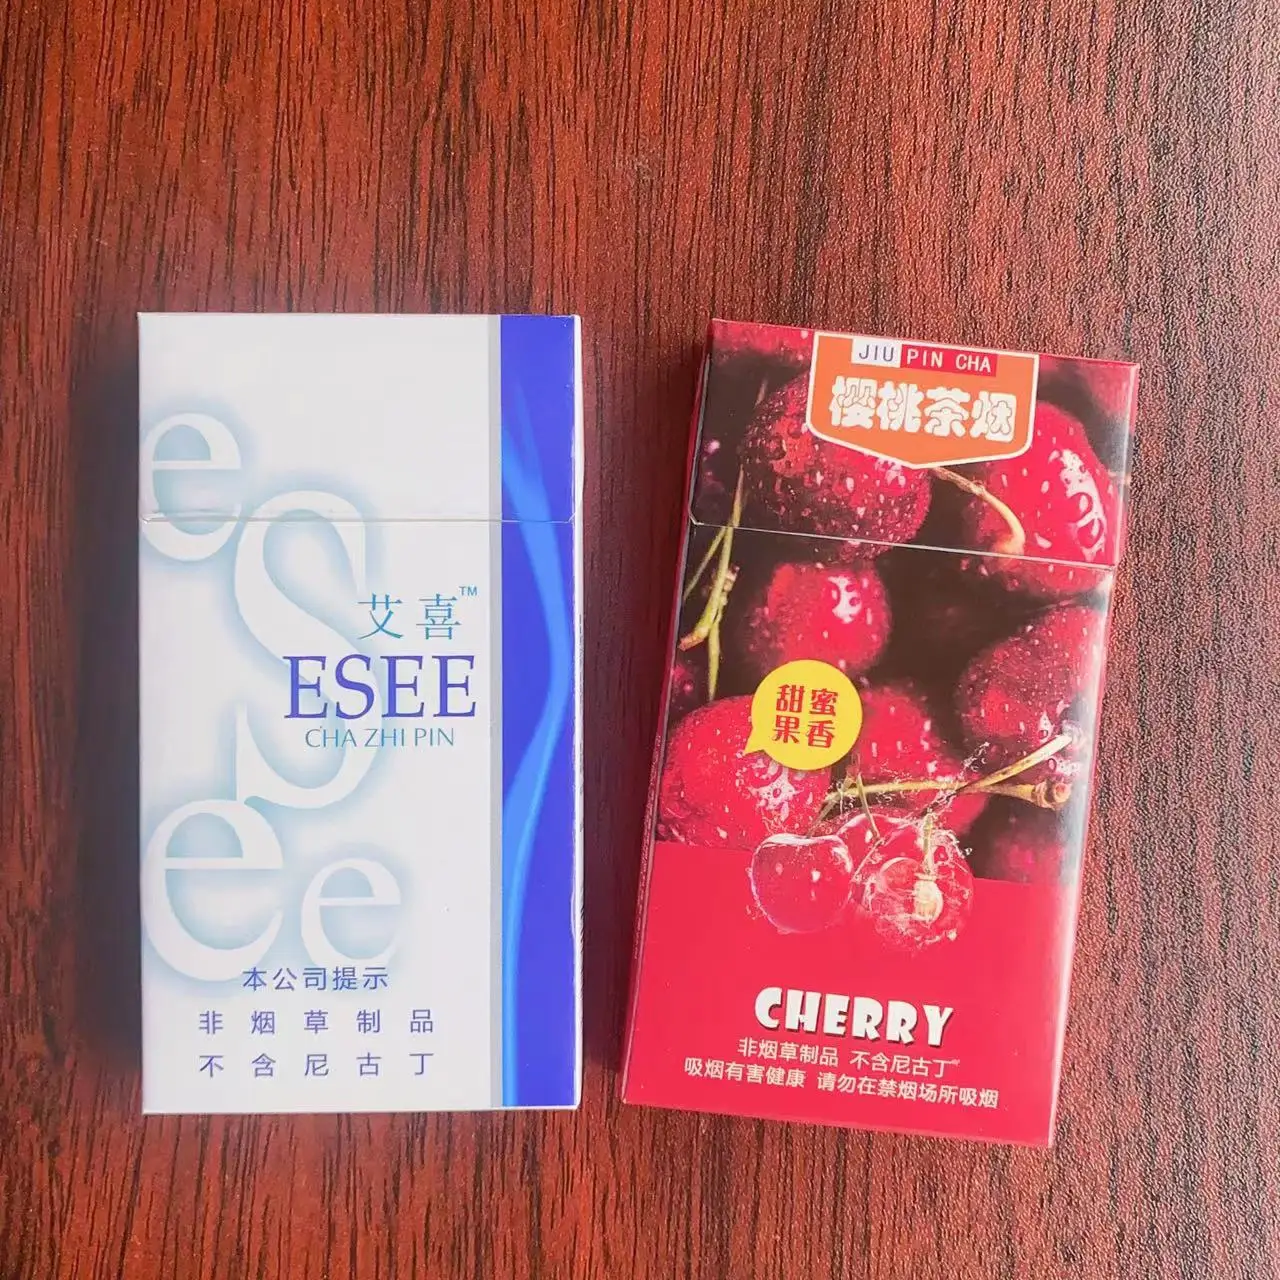 e
s
e
e
艾喜™
ESEE
CHA ZHI PIN
本公司提示
非烟草制品
不含尼古丁
JIU PIN CHA
樱桃茶烟
甜蜜
果香
CHERRY
非烟草制品 不含尼古丁
吸烟有害健康 请勿在禁烟场所吸烟